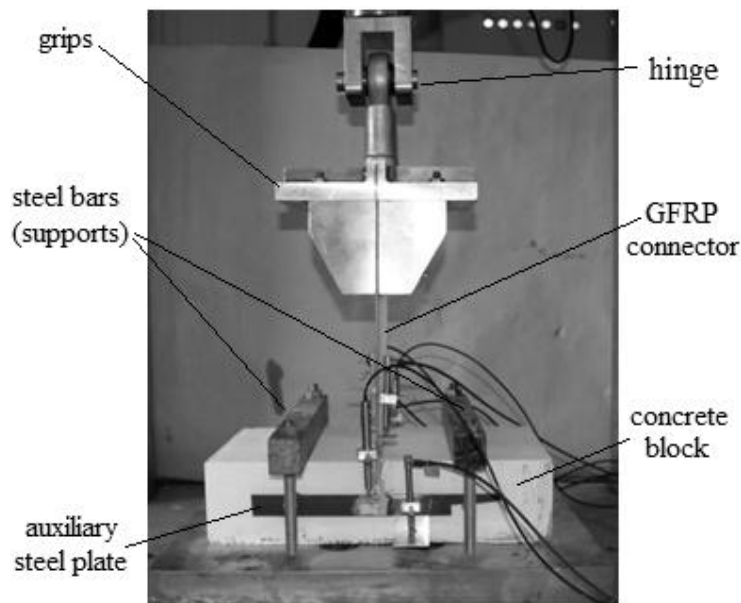 grips
hinge
steel bars
(supports)
GFRP
connector
concrete
block
auxiliary
steel plate